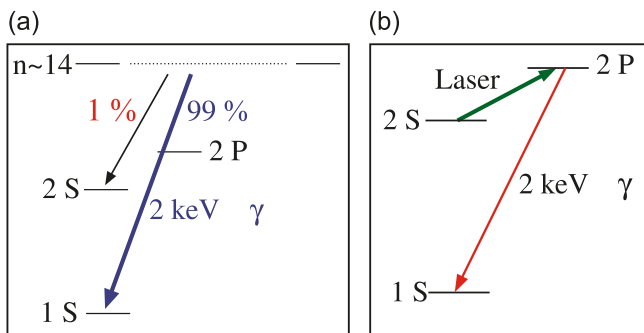 (a)
n~14
1 %
99 %
2 P
2 S
2 keV γ
1 S
(b)
2 P
Laser
2 S
2 keV γ
1 S